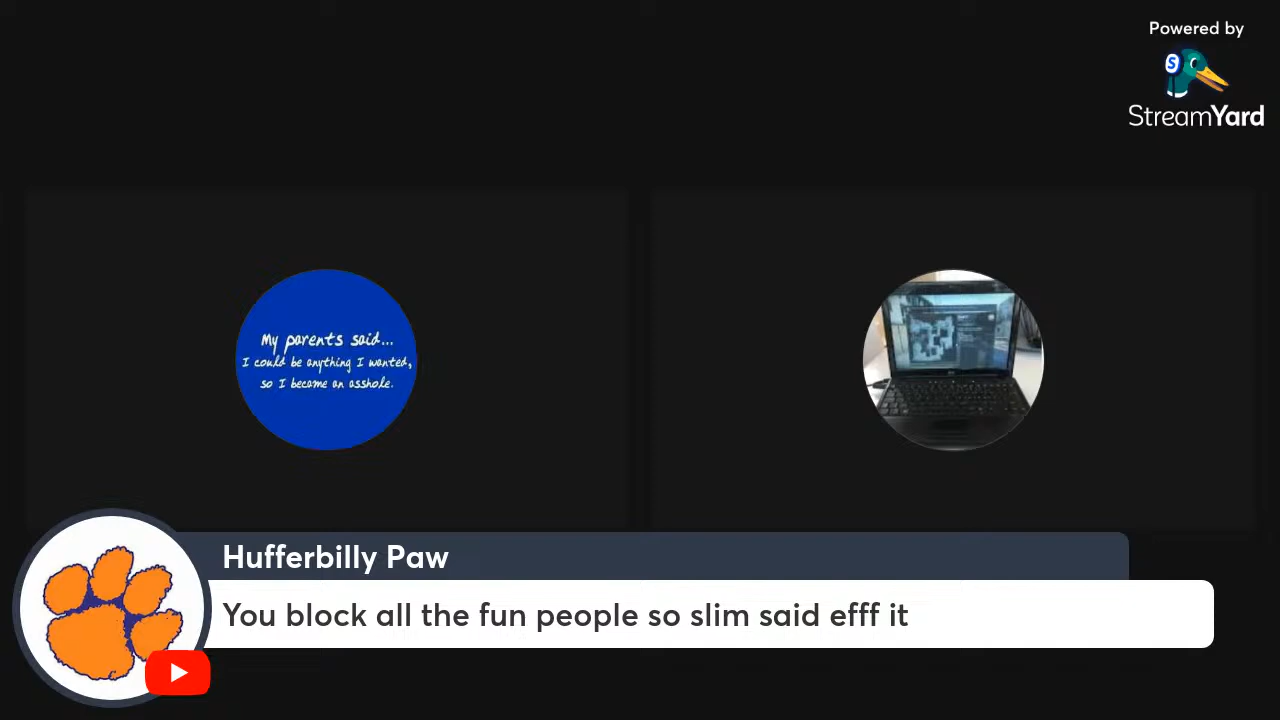 Powered by
S
StreamYard
My parents said...
I could be anything I wanted,
so I became an asshole.
Hufferbilly Paw
You block all the fun people so slim said efff it